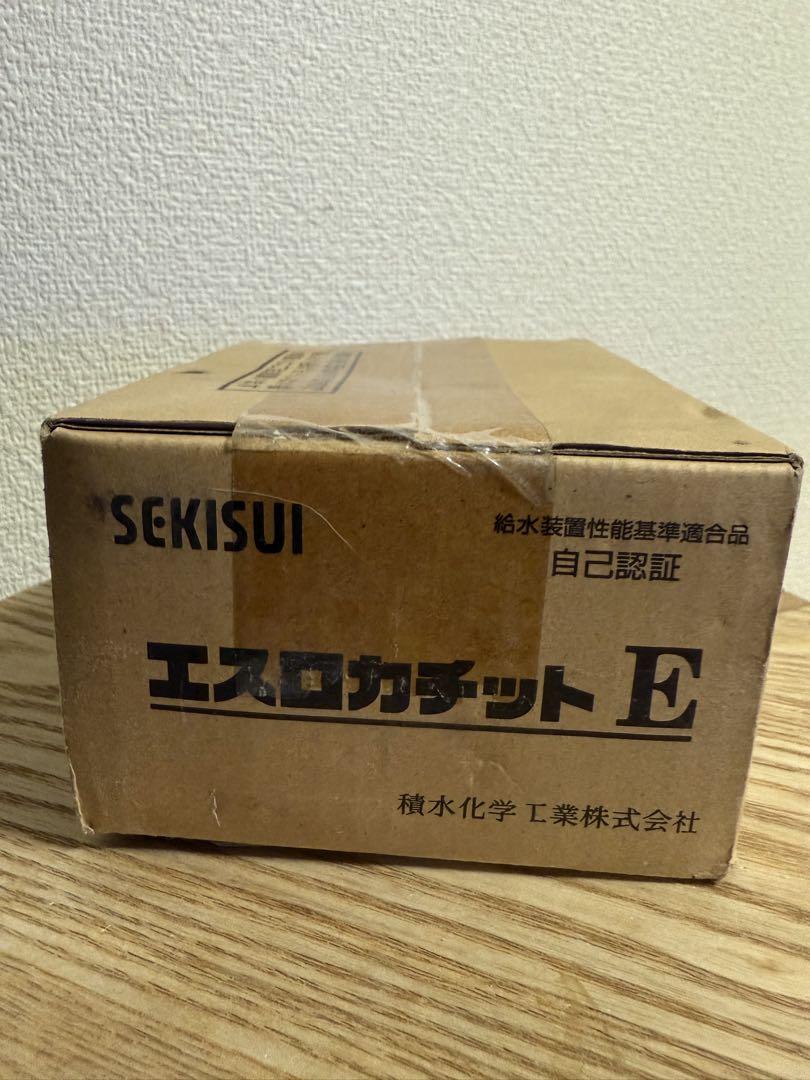 SEKISUI
給水装置性能基準適合品
自己認証
エスロカチット E
積水化学工業株式会社